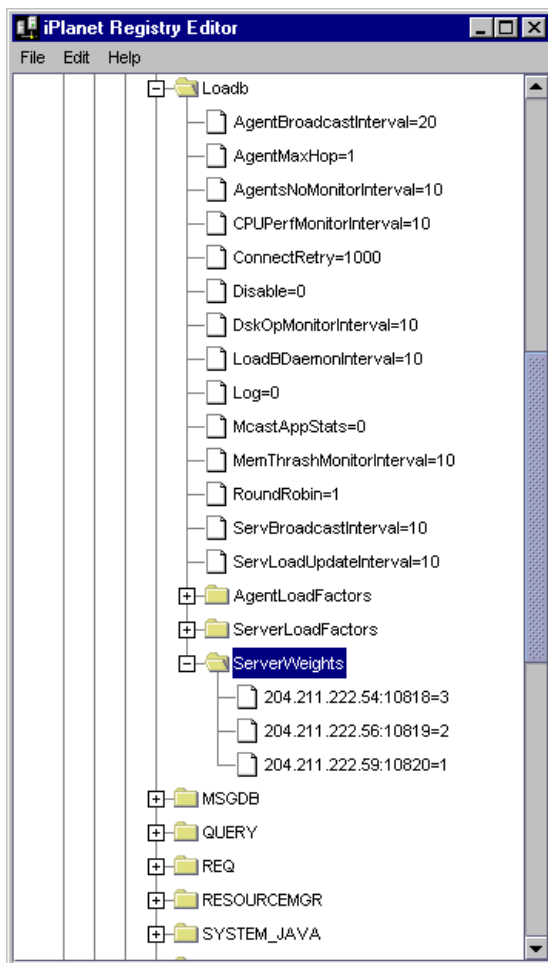 iPlanet Registry Editor
File Edit Help
Loadb
AgentBroadcastInterval=20
AgentMaxHop=1
AgentsNoMonitorInterval=10
CPUPerfMonitorInterval=10
ConnectRetry=1000
Disable=0
DskOpMonitorInterval=10
LoadBDaemonInterval=10
Log=0
McastAppStats=0
MemThrashMonitorInterval=10
RoundRobin=1
ServBroadcastInterval=10
ServLoadUpdateInterval=10
AgentLoadFactors
ServerLoadFactors
ServerWeights
204.211.222.54:10818=3
204.211.222.56:10819=2
204.211.222.59:10820=1
MSGDB
QUERY
REQ
RESOURCEMGR
SYSTEM_JAVA